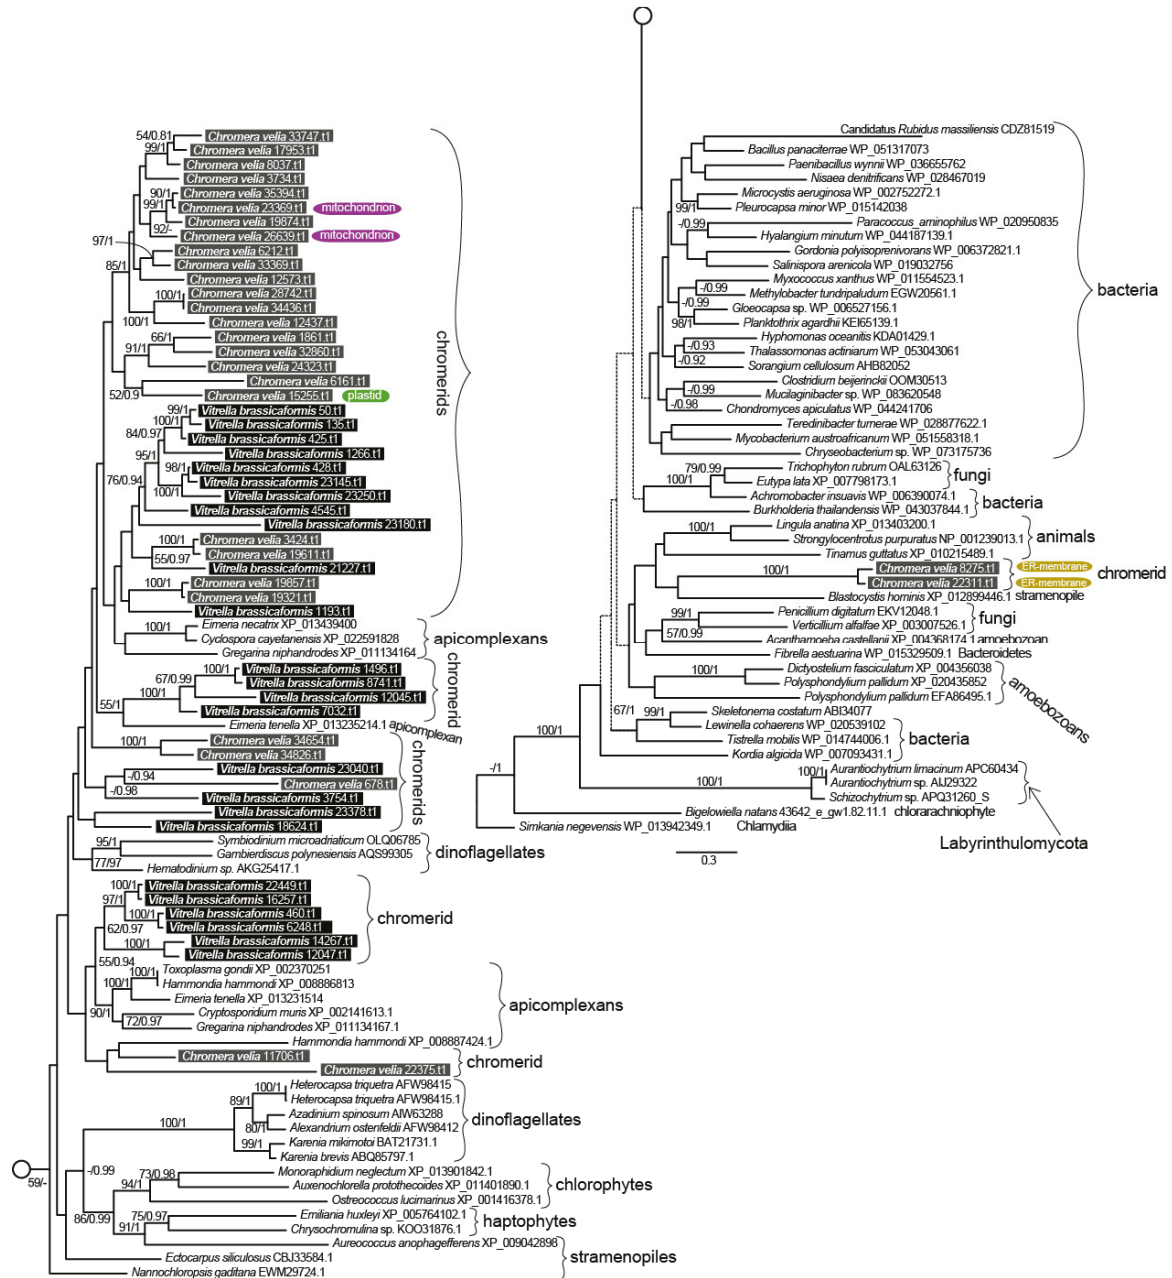 54/0.81
Chromera velia 33747.t1
99/1
Chromera velia 17953.t1
Chromera velia 8037.t1
Chromera velia 3734.t1
90/1
Chromera velia 35394.t1
99/1
Chromera velia 23369.t1 mitochondrion
Chromera velia 19874.t1
92/-
Chromera velia 26639.t1 mitochondrion
97/1
Chromera velia 6212.t1
85/1
Chromera velia 33369.t1
Chromera velia 12573.t1
100/1
Chromera velia 28742.t1
Chromera velia 34436.t1
100/1
Chromera velia 12437.t1
66/1
Chromera velia 1861.t1
91/1
Chromera velia 32860.t1
Chromera velia 24323.t1
Chromera velia 6161.t1
52/0.9
Chromera velia 15255.t1 plastid
99/1
Vitrella brassicaformis 50.t1
100/1
Vitrella brassicaformis 135.t1
84/0.97
Vitrella brassicaformis 425.t1
95/1
Vitrella brassicaformis 1266.t1
98/1
Vitrella brassicaformis 428.t1
76/0.94
Vitrella brassicaformis 23145.t1
100/1
Vitrella brassicaformis 23250.t1
Vitrella brassicaformis 4545.t1
Vitrella brassicaformis 23180.t1
100/1
Chromera velia 3424.t1
55/0.97
Chromera velia 19611.t1
Vitrella brassicaformis 21227.t1
100/1
Chromera velia 19857.t1
Chromera velia 19321.t1
Vitrella brassicaformis 1193.t1
chromerids
100/1
Eimeria necatrix XP_013439400
Cyclospora cayetanensis XP_022591828
Gregarina niphandrodes XP_011134164
apicomplexans
100/1
Vitrella brassicaformis 1496.t1
67/0.99
Vitrella brassicaformis 8741.t1
100/1
Vitrella brassicaformis 12045.t1
55/1
Vitrella brassicaformis 7032.t1
chromerid
Eimeria tenella XP_013235214.1 apicomplexan
100/1
Chromera velia 34654.t1
Chromera velia 34826.t1
-/0.94
Vitrella brassicaformis 23040.t1
Chromera velia 678.t1
-/0.98
Vitrella brassicaformis 3754.t1
Vitrella brassicaformis 23378.t1
Vitrella brassicaformis 18624.t1
chromerids
95/1
Symbiodinium microadriaticum OLQ06785
Gambierdiscus polynesiensis AQS99305
77/97
Hematodinium sp. AKG25417.1
dinoflagellates
100/1
Vitrella brassicaformis 22449.t1
97/1
Vitrella brassicaformis 16257.t1
100/1
Vitrella brassicaformis 460.t1
62/0.97
Vitrella brassicaformis 6248.t1
100/1
Vitrella brassicaformis 14267.t1
Vitrella brassicaformis 12047.t1
chromerid
55/0.94
100/1
Toxoplasma gondii XP_002370251
Hammondia hammondi XP_008886813
Eimeria tenella XP_013231514
90/1
Cryptosporidium muris XP_002141613.1
72/0.97
Gregarina niphandrodes XP_011134167.1
Hammondia hammondi XP_008887424.1
apicomplexans
Chromera velia 11706.t1
Chromera velia 22375.t1
chromerid
100/1
Heterocapsa triquetra AFW98415
Heterocapsa triquetra AFW98415.1
89/1
Azadinium spinosum AIW63288
80/1
Alexandrium ostenfeldii AFW98412
100/1
99/1
Karenia mikimotoi BAT21731.1
Karenia brevis ABQ85797.1
dinoflagellates
59/-
-/0.99
73/0.98
Monoraphidium neglectum XP_013901842.1
94/1
Auxenochlorella protothecoides XP_011401890.1
Ostreococcus lucimarinus XP_001416378.1
chlorophytes
86/0.99
75/0.97
Emiliania huxleyi XP_005764102.1
91/1
Chrysochromulina sp. KOO31876.1
haptophytes
Aureococcus anophagefferens XP_009042898
Ectocarpus siliculosus CBJ33584.1
Nannochloropsis gaditana EWM29724.1
stramenopiles
Candidatus Rubidus massiliensis CDZ81519
Bacillus panaciterrae WP_051317073
Paenibacillus wynnii WP_036655762
Nisaea denitrificans WP_028467019
Microcystis aeruginosa WP_002752272.1
99/1
Pleurocapsa minor WP_015142038
-/0.99
Paracoccus_aminophilus WP_020950835
Hyalangium minutum WP_044187139.1
Gordonia polyisoprenivorans WP_006372821.1
Salinispora arenicola WP_019032756
Myxococcus xanthus WP_011554523.1
-/0.99
Methylobacter tundripaludum EGW20561.1
-/0.99
Gloeocapsa sp. WP_006527156.1
98/1
Planktothrix agardhii KEI65139.1
Hyphomonas oceanitis KDA01429.1
-/0.93
Thalassomonas actiniarum WP_053043061
-/0.92
Sorangium cellulosum AHB82052
Clostridium beijerinckii OOM30513
-/0.99
Mucilaginibacter sp. WP_083620548
-/0.98
Chondromyces apiculatus WP_044241706
Teredinibacter turnerae WP_028877622.1
Mycobacterium austroafricanum WP_051558318.1
Chryseobacterium sp. WP_073175736
bacteria
79/0.99
Trichophyton rubrum OAL63126
100/1
Eutypa lata XP_007798173.1
fungi
Achromobacter insuavis WP_006390074.1
Burkholderia thailandensis WP_043037844.1
bacteria
Lingula anatina XP_013403200.1
Strongylocentrotus purpuratus NP_001239013.1
Tinamus guttatus XP_010215489.1
animals
100/1
Chromera velia 8275.t1 ER-membrane
Chromera velia 22311.t1 ER-membrane
chromerid
Blastocystis hominis XP_012899446.1 stramenopile
99/1
Penicillium digitatum EKV12048.1
57/0.99
Verticillium alfalfae XP_003007526.1
fungi
Acanthamoeba castellanii XP_004368174.1 amoebozoan
Fibrella aestuarina WP_015329509.1 Bacteroidetes
100/1
Dictyostelium fasciculatum XP_004356038
Polysphondylium pallidum XP_020435852
Polysphondylium pallidum EFA86495.1
amoebozoans
67/1
99/1
Skeletonema costatum ABI34077
Lewinella cohaerens WP_020539102
Tistrella mobilis WP_014744006.1
Kordia algicida WP_007093431.1
bacteria
100/1
-/1
100/1
100/1
Aurantiochytrium limacinum APC60434
Aurantiochytrium sp. AIJ29322
Schizochytrium sp. APQ31260_S
Labyrinthulomycota
Bigelowiella natans 43642_e_gw1.82.11.1 chlorarachniophyte
Simkania negevensis WP_013942349.1 Chlamydiia
0.3